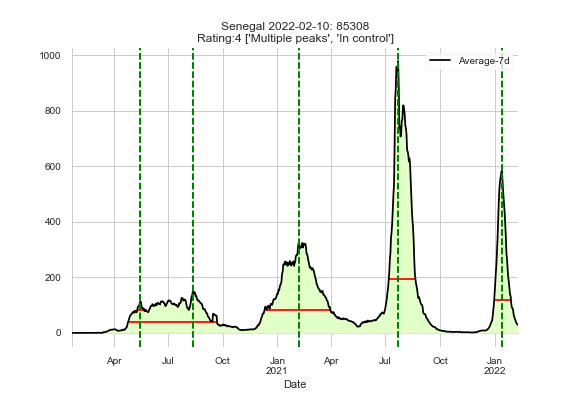 Senegal 2022-02-10: 85308
Rating:4 ['Multiple peaks', 'In control']
1000
Average-7d
800
600
400
200
0
Apr Jul Oct Jan Apr Jul Oct Jan
2021 2022
Date